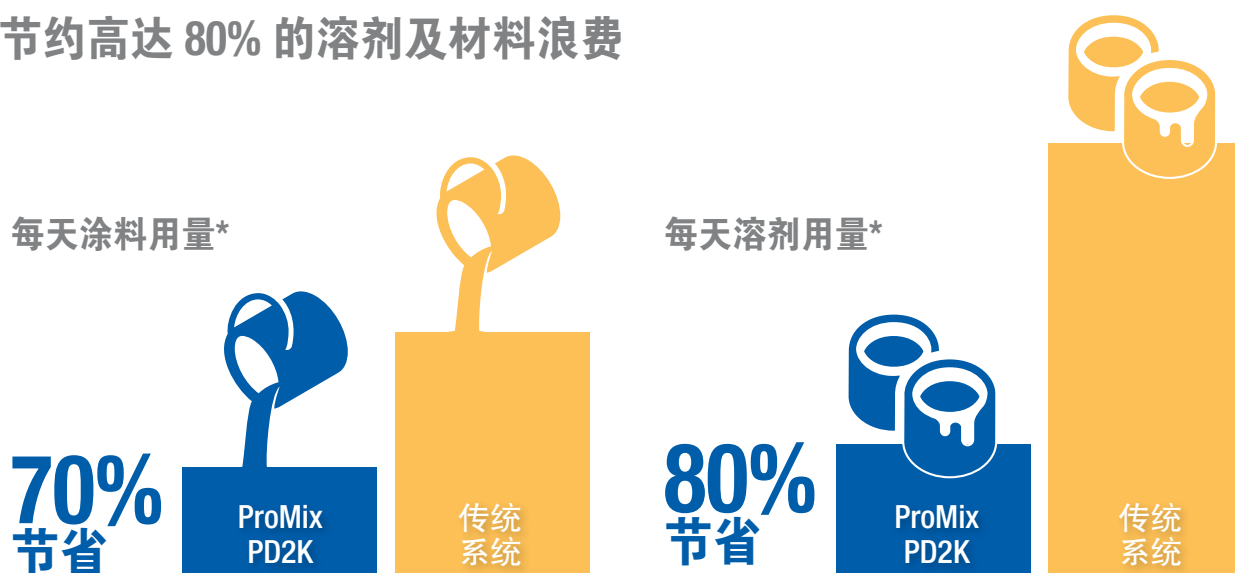 节约高达 80% 的溶剂及材料浪费
每天涂料用量*
70%
节省
ProMix
PD2K
传统
系统
每天溶剂用量*
80%
节省
ProMix
PD2K
传统
系统